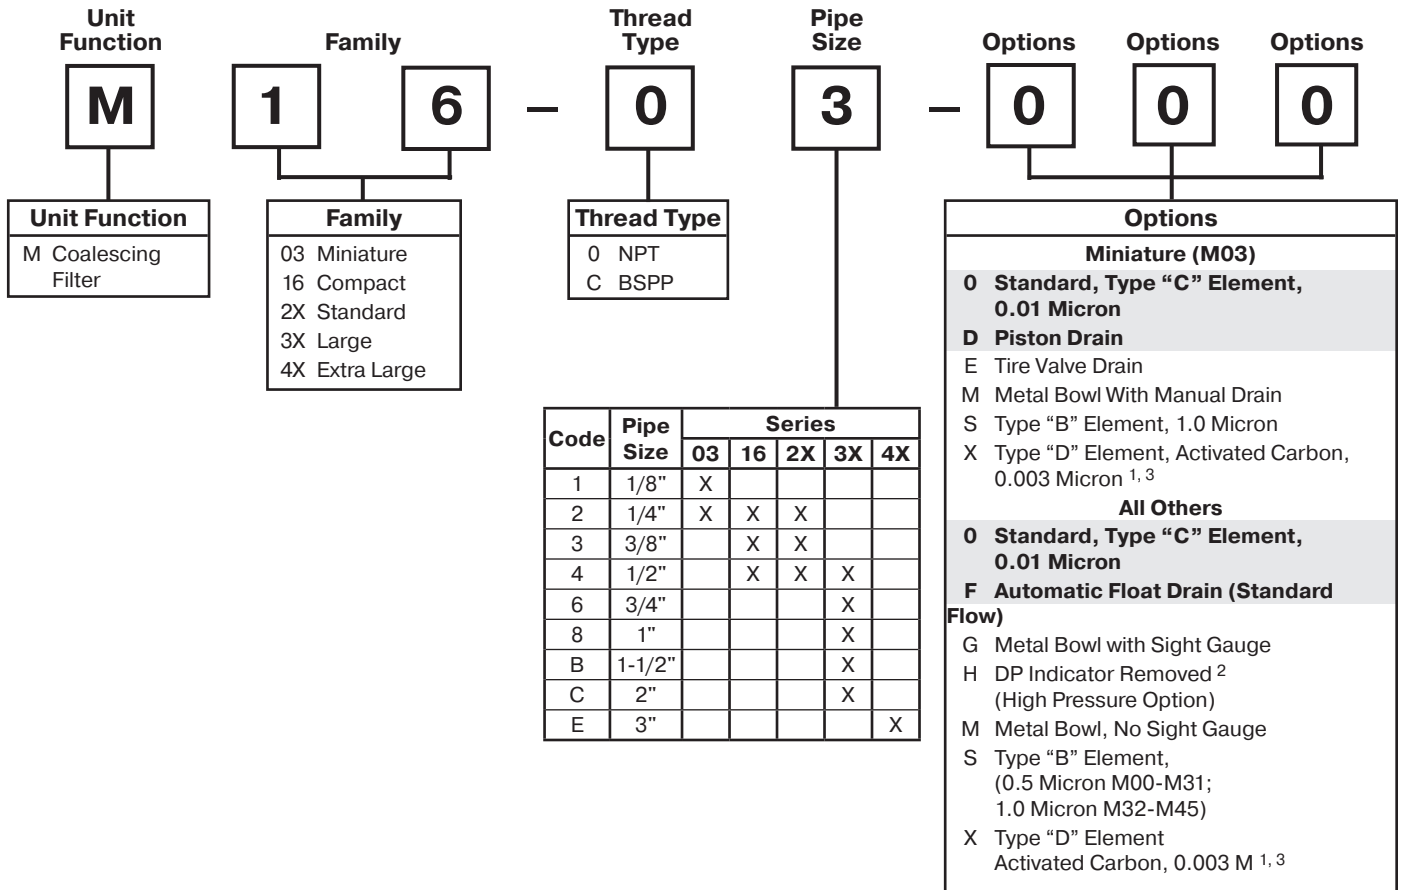 Unit
Function
Family
Thread
Type
Pipe
Size
Options
Options
Options
M
1
6
–
0
3
–
0
0
0
Unit Function
M Coalescing
Filter
Family
03 Miniature
16 Compact
2X Standard
3X Large
4X Extra Large
Thread Type
0 NPT
C BSPP
Code Pipe Size Series
03 16 2X 3X 4X
1 1/8" X
2 1/4" X X X
3 3/8" X X
4 1/2" X X X
6 3/4" X
8 1" X
B 1-1/2" X
C 2" X
E 3" X
Options
Miniature (M03)
0 Standard, Type “C” Element,
0.01 Micron
D Piston Drain
E Tire Valve Drain
M Metal Bowl With Manual Drain
S Type “B” Element, 1.0 Micron
X Type “D” Element, Activated Carbon,
0.003 Micron 1, 3
All Others
0 Standard, Type “C” Element,
0.01 Micron
F Automatic Float Drain (Standard
Flow)
G Metal Bowl with Sight Gauge
H DP Indicator Removed 2
(High Pressure Option)
M Metal Bowl, No Sight Gauge
S Type “B” Element,
(0.5 Micron M00-M31;
1.0 Micron M32-M45)
X Type “D” Element
Activated Carbon, 0.003 M 1, 3